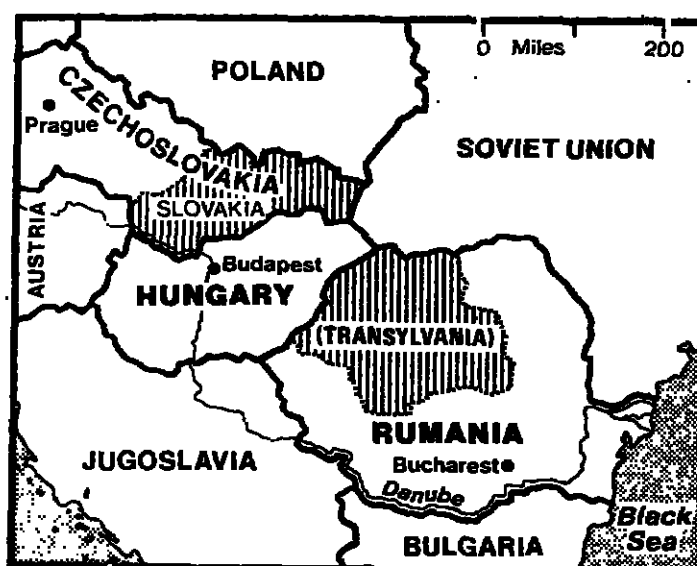 0 Miles 200
POLAND
CZECHOSLOVAKIA
Prague
SOVIET UNION
SLOVAKIA
AUSTRIA
Budapest
HUNGARY
(TRANSYLVANIA)
RUMANIA
JUGOSLAVIA
Bucharest
Danube
Black
Sea
BULGARIA